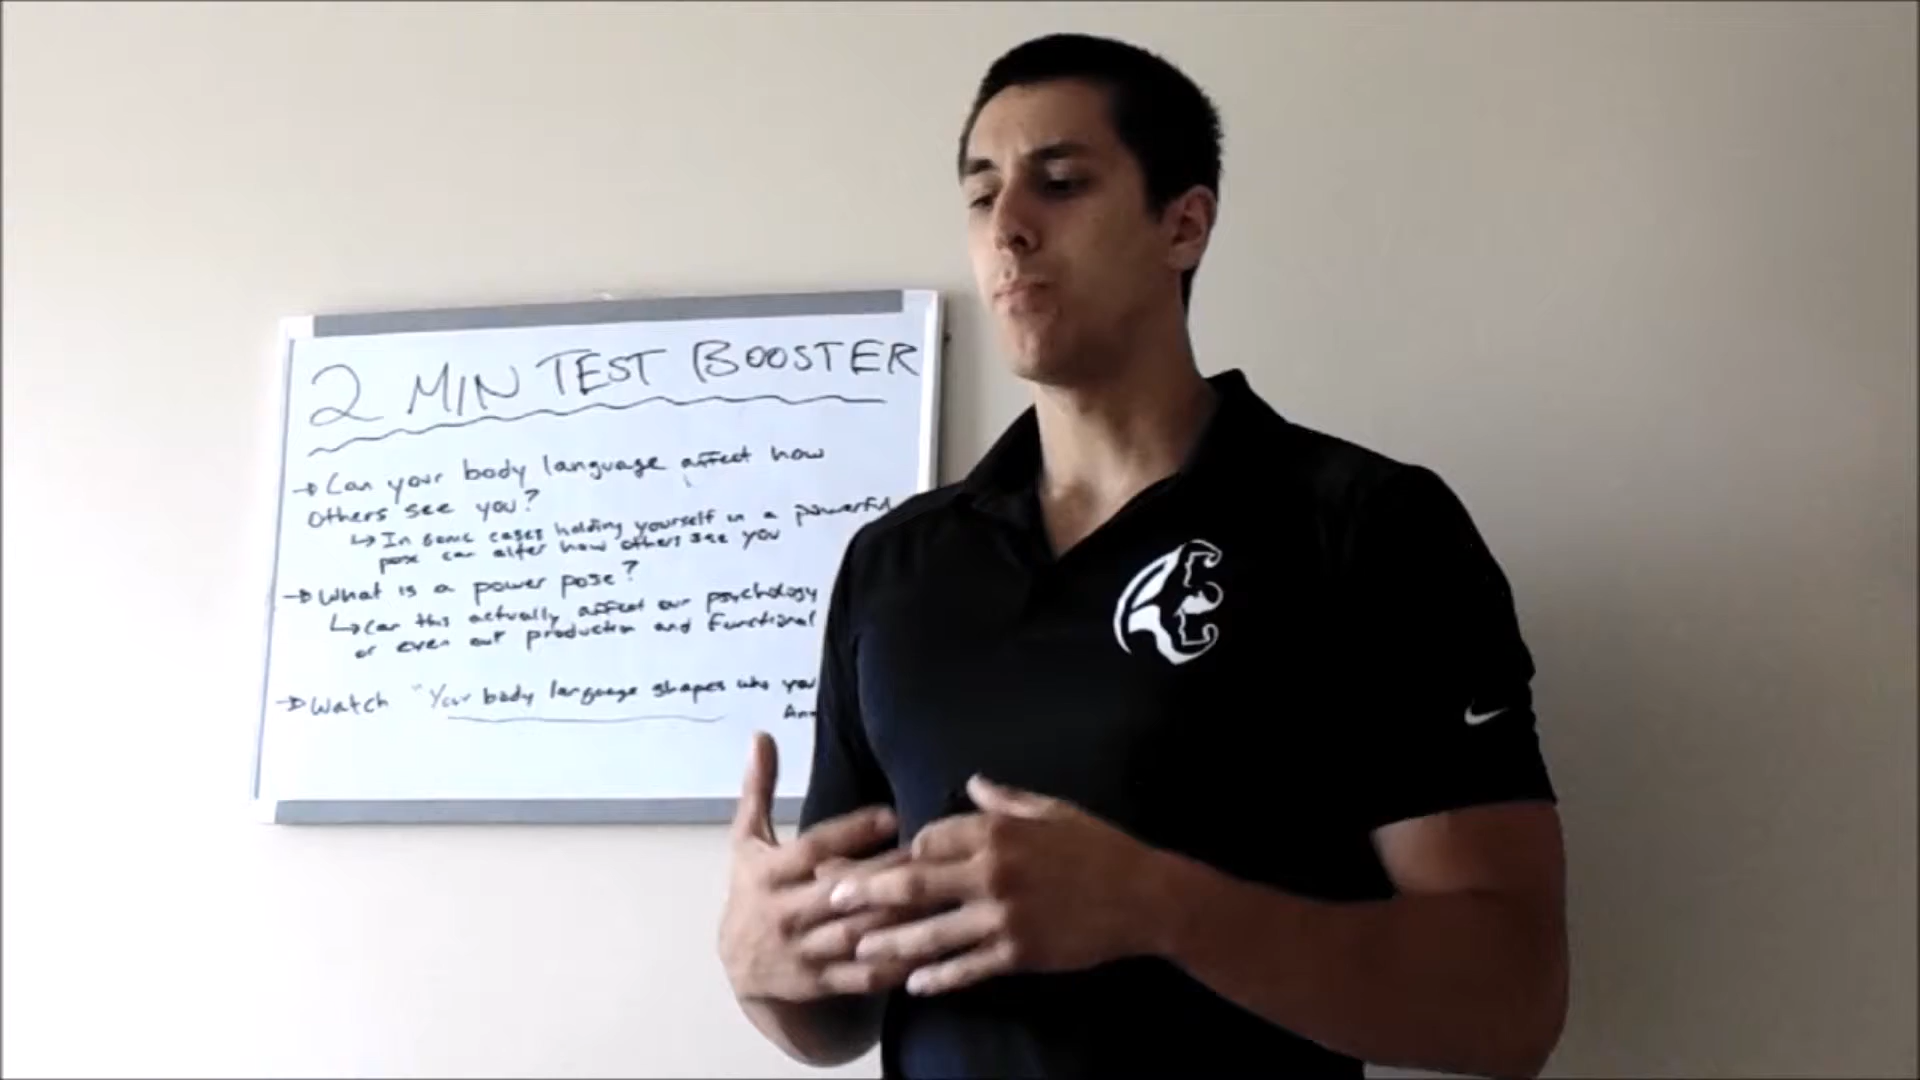 2 MIN TEST BOOSTER
Can your body language affect how
others see you?
In some cases holding yourself in a powerful
pose can alter how others see you
What is a power pose?
Can this actually affect our psychology
or even our production and functional
Watch "Your body language shapes who you